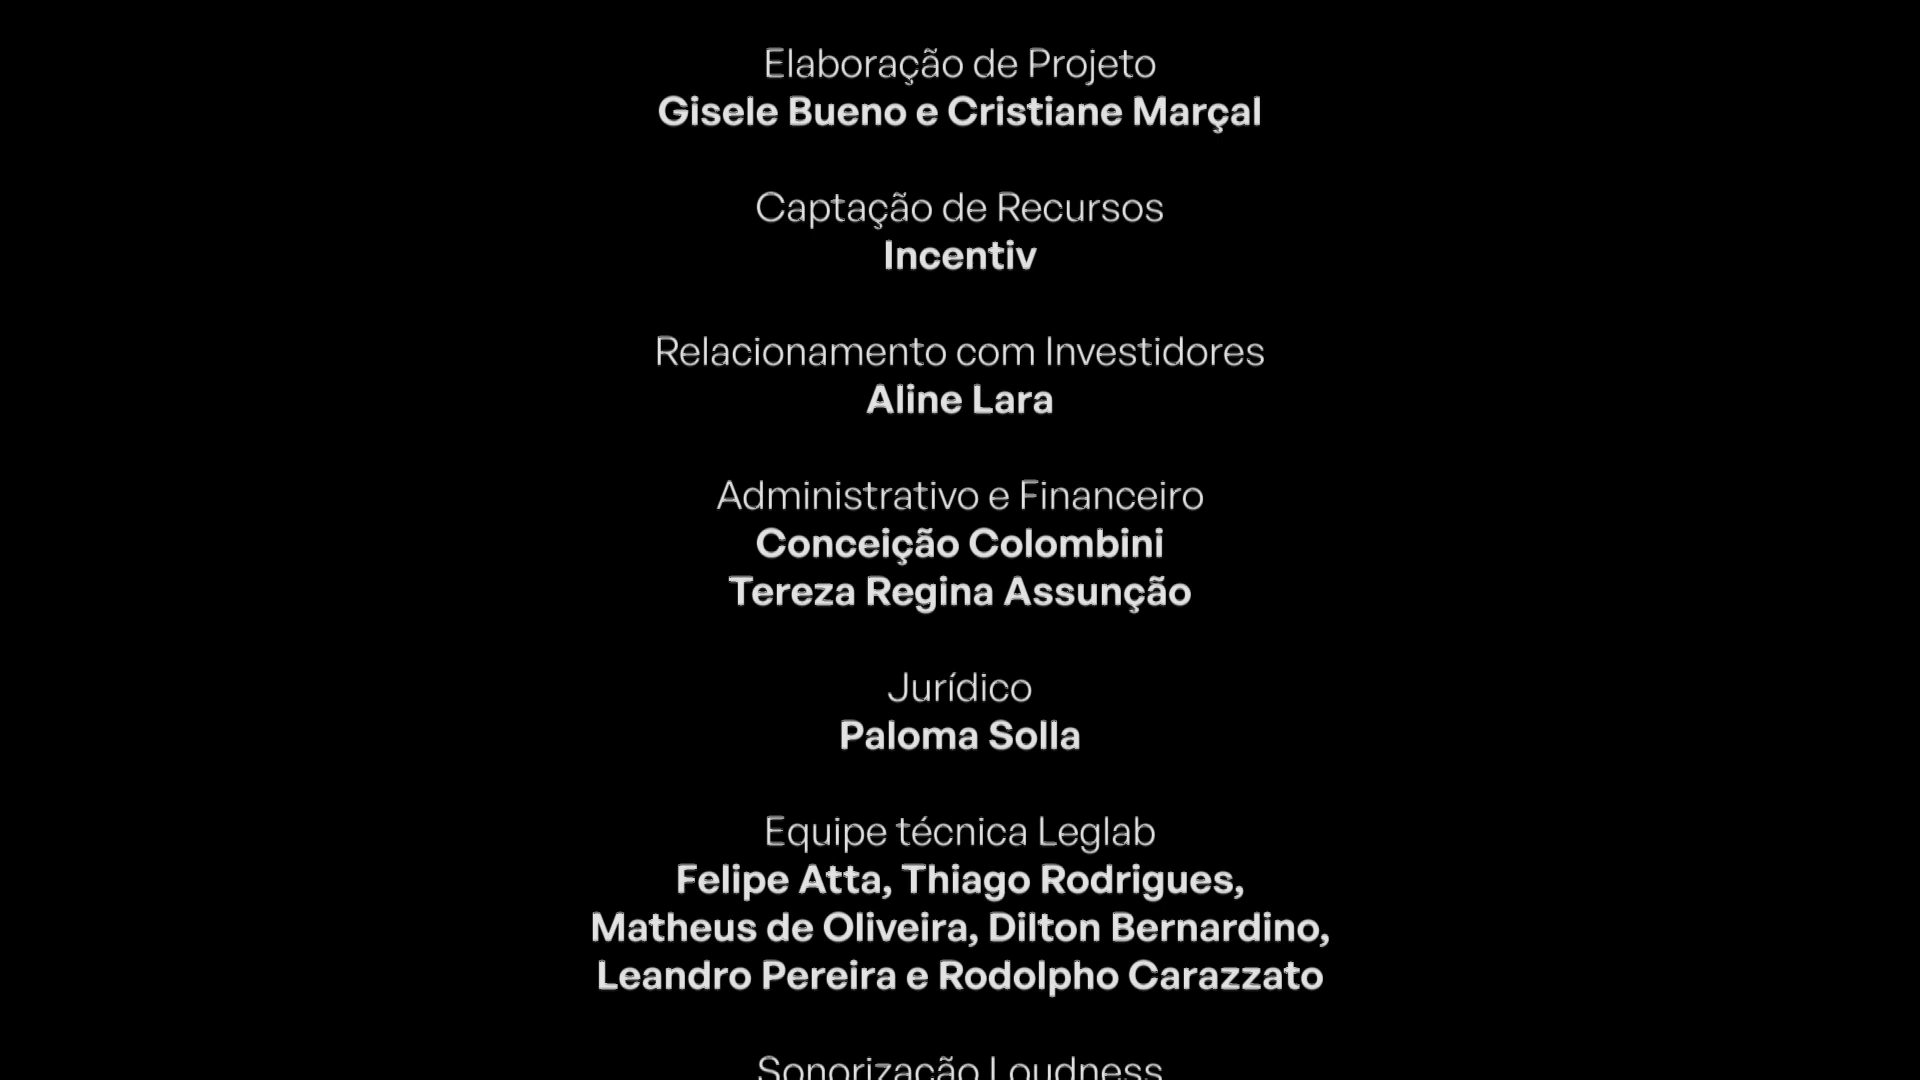 Elaboração de Projeto
Gisele Bueno e Cristiane Marçal
Captação de Recursos
Incentiv
Relacionamento com Investidores
Aline Lara
Administrativo e Financeiro
Conceição Colombini
Tereza Regina Assunção
Jurídico
Paloma Solla
Equipe técnica Leglab
Felipe Atta, Thiago Rodrigues,
Matheus de Oliveira, Dilton Bernardino,
Leandro Pereira e Rodolpho Carazzato
Sonorização Loudness